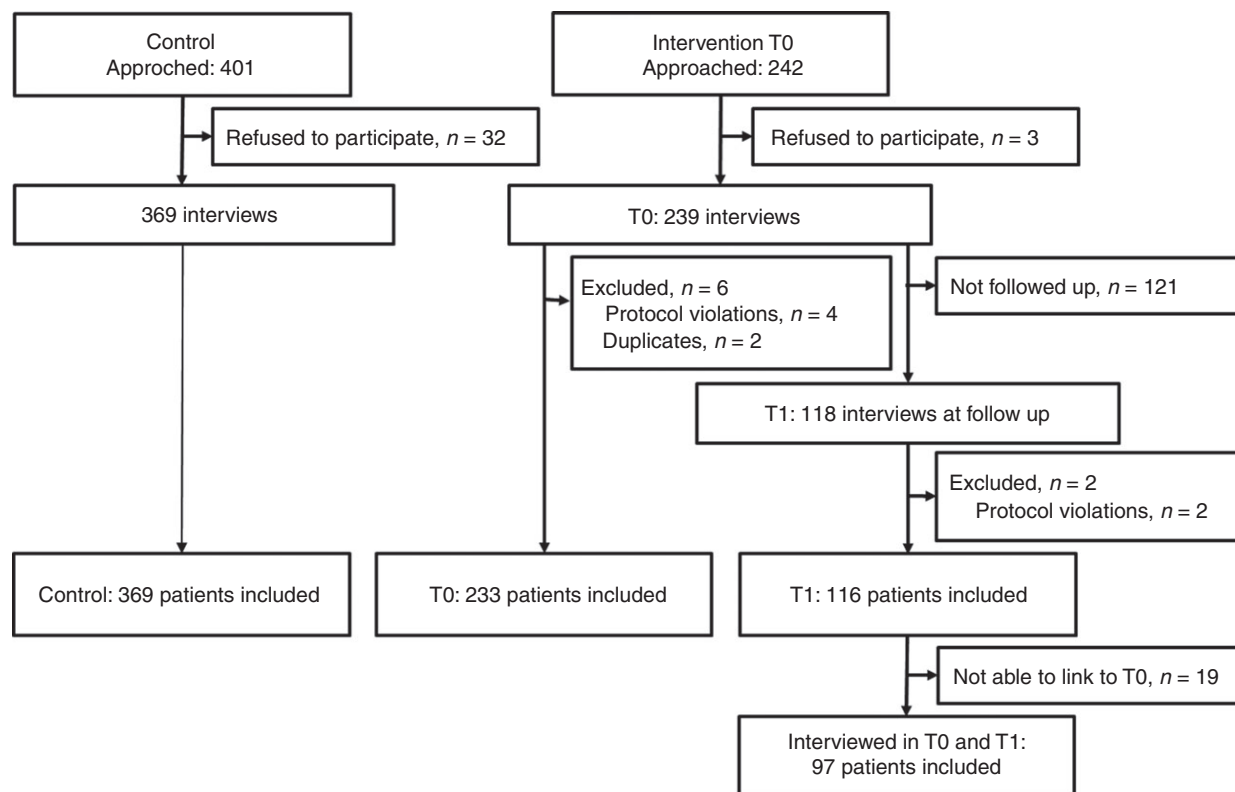 Control
Approched: 401
Intervention T0
Approached: 242
Refused to participate, n = 32
Refused to participate, n = 3
369 interviews
T0: 239 interviews
Excluded, n = 6
Protocol violations, n = 4
Duplicates, n = 2
Not followed up, n = 121
T1: 118 interviews at follow up
Excluded, n = 2
Protocol violations, n = 2
Control: 369 patients included
T0: 233 patients included
T1: 116 patients included
Not able to link to T0, n = 19
Interviewed in T0 and T1:
97 patients included